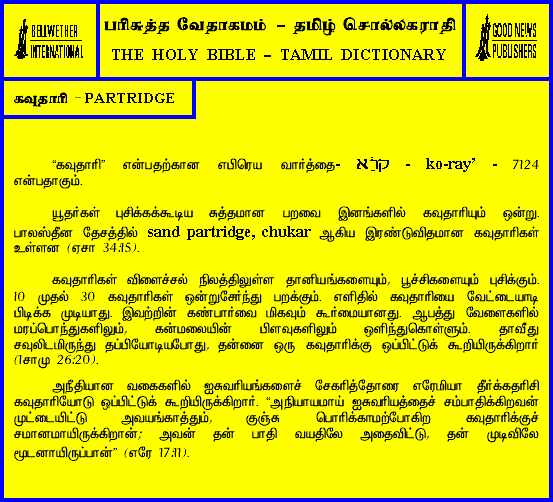 BELLWETHER
INTERNATIONAL
பரிசுத்த வேதாகமம் – தமிழ் சொல்லகராதி
THE HOLY BIBLE – TAMIL DICTIONARY
GOOD NEWS
PUBLISHERS
கவுதாரி – PARTRIDGE
“கவுதாரி” என்பதற்கான எபிரெய வார்த்தை- קֹרֵא - ko-ray’ - 7124
என்பதாகும்.
யூதர்கள் புசிக்கக்கூடிய சுத்தமான பறவை இனங்களில் கவுதாரியும் ஒன்று.
பாலஸ்தீன தேசத்தில் sand partridge, chukar ஆகிய இரண்டுவிதமான கவுதாரிகள்
உள்ளன (ஏசா 34:15).
கவுதாரிகள் விளைச்சல் நிலத்திலுள்ள தானியங்களையும், பூச்சிகளையும் புசிக்கும்.
10 முதல் 30 கவுதாரிகள் ஒன்றுசேர்ந்து பறக்கும். எளிதில் கவுதாரியை வேட்டையாடி
பிடிக்க முடியாது. இவற்றின் கண்பார்வை மிகவும் கூர்மையானது. ஆபத்து வேளைகளில்
மரப்பொந்துகளிலும், கன்மலையின் பிளவுகளிலும் ஒளிந்துகொள்ளும். தாவீது
சவுலிடமிருந்து தப்பியோடியபோது, தன்னை ஒரு கவுதாரிக்கு ஒப்பிட்டுக் கூறியிருக்கிறார்
(1சாமு 26:20).
அநீதியான வகைகளில் ஐசுவரியங்களைச் சேகரித்தோரை எரேமியா தீர்க்கதரிசி
கவுதாரியோடு ஒப்பிட்டுக் கூறியிருக்கிறார். “அநியாயமாய் ஐசுவரியத்தைச் சம்பாதிக்கிறவன்
முட்டையிட்டு அவயங்காத்தும், குஞ்சு பொரிக்காமற்போகிற கவுதாரிக்குச்
சமானமாயிருக்கிறான்; அவன் தன் பாதி வயதிலே அதைவிட்டு, தன் முடிவிலே
மூடனாயிருப்பான்” (எரே 17:11).